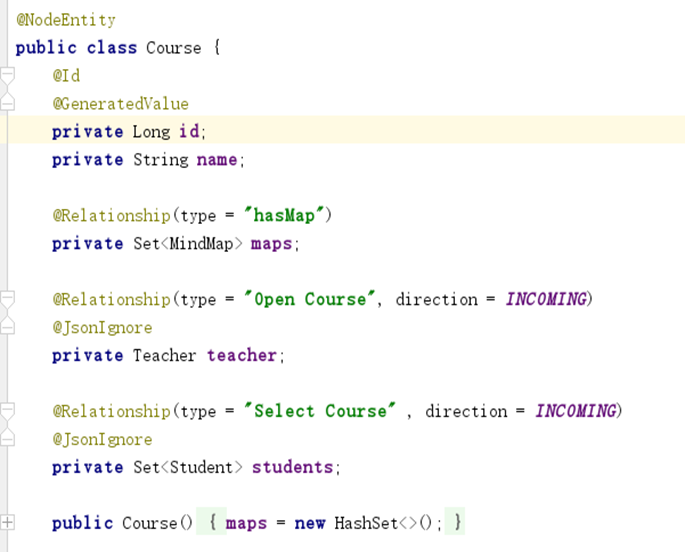 @NodeEntity
public class Course {
@Id
@GeneratedValue
private Long id;
private String name;
@Relationship(type = "hasMap")
private Set<MindMap> maps;
@Relationship(type = "Open Course", direction = INCOMING)
@JsonIgnore
private Teacher teacher;
@Relationship(type = "Select Course" , direction = INCOMING)
@JsonIgnore
private Set<Student> students;
public Course() { maps = new HashSet<>(); }